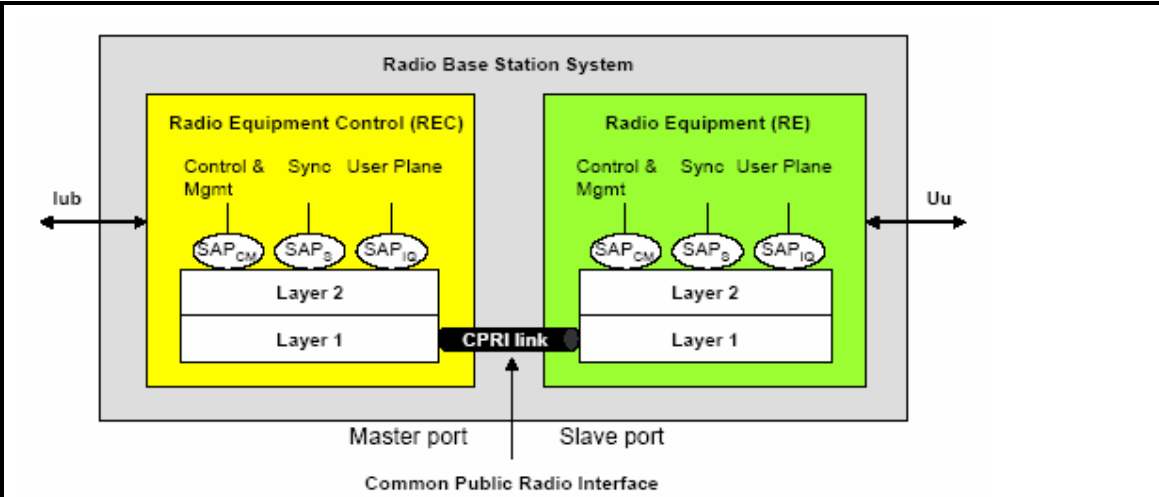 Radio Base Station System
Radio Equipment Control (REC)
Control & Mgmt
Sync
User Plane
SAPCM
SAPS
SAPIQ
Layer 2
Layer 1
Iub
Radio Equipment (RE)
Control & Mgmt
Sync
User Plane
SAPCM
SAPS
SAPIQ
Layer 2
Layer 1
Uu
CPRI link
Master port
Slave port
Common Public Radio Interface